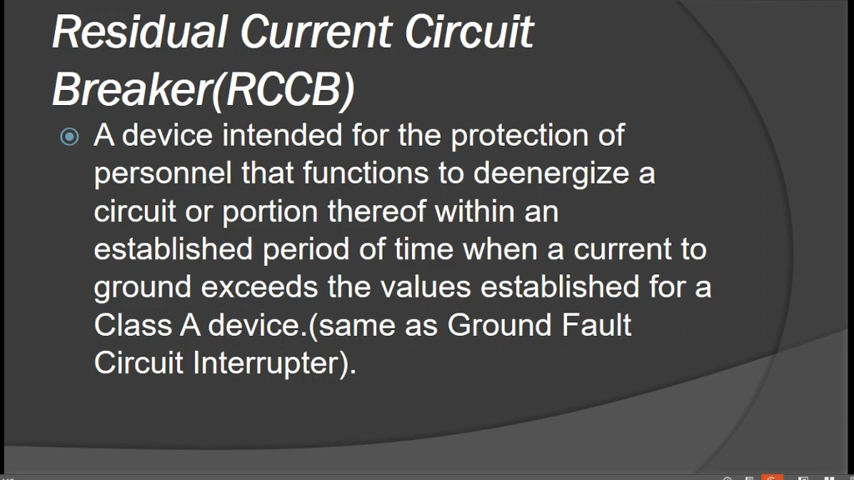 Residual Current Circuit
Breaker(RCCB)
A device intended for the protection of
personnel that functions to deenergize a
circuit or portion thereof within an
established period of time when a current to
ground exceeds the values established for a
Class A device.(same as Ground Fault
Circuit Interrupter).